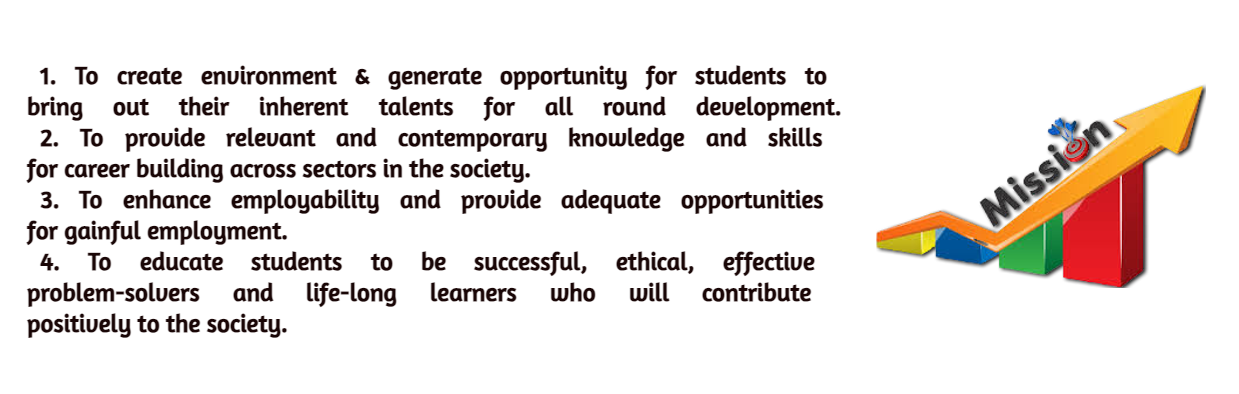 1. To create environment & generate opportunity for students to
bring out their inherent talents for all round development.
2. To provide relevant and contemporary knowledge and skills
for career building across sectors in the society.
3. To enhance employability and provide adequate opportunities
for gainful employment.
4. To educate students to be successful, ethical, effective
problem-solvers and life-long learners who will contribute
positively to the society.
Mission